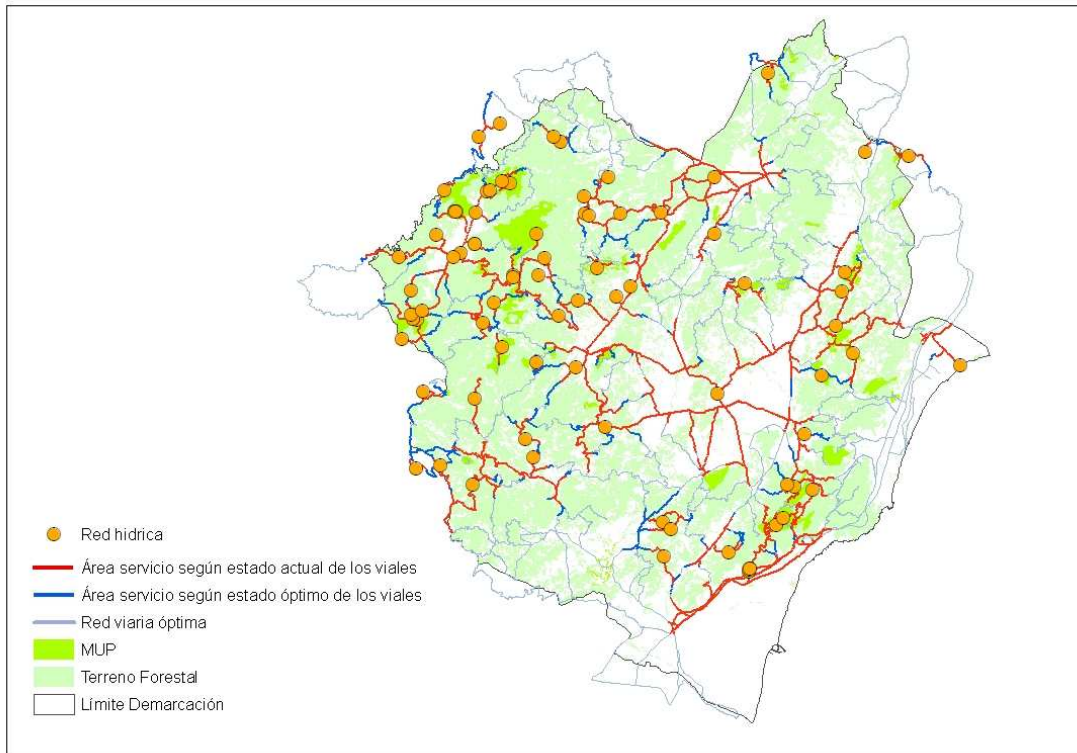 Red hidrica
Área servicio según estado actual de los viales
Área servicio según estado óptimo de los viales
Red viaria óptima
MUP
Terreno Forestal
Límite Demarcación